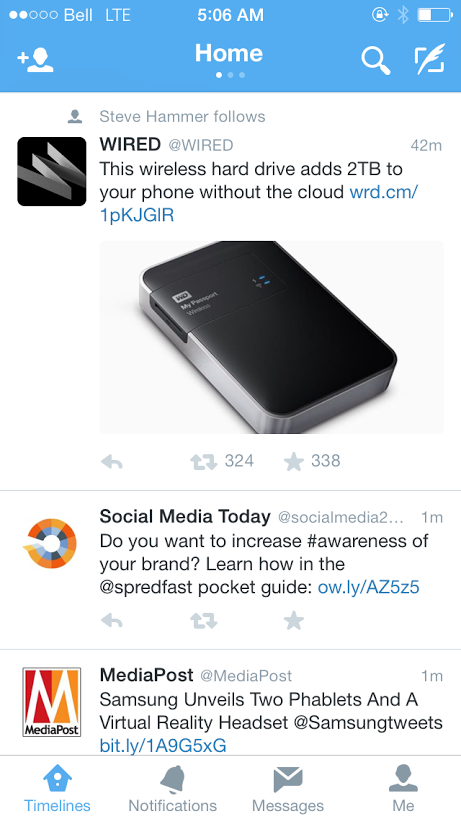 Bell LTE 5:06 AM
Home
Steve Hammer follows
WIRED @WIRED 42m
This wireless hard drive adds 2TB to
your phone without the cloud wrd.cm/
1pKJGlR
WD
My Passport
Wireless
324 338
Social Media Today @socialmedia2... 1m
Do you want to increase #awareness of
your brand? Learn how in the
@spredfast pocket guide: ow.ly/AZ5z5
MediaPost @MediaPost 1m
MediaPost
Samsung Unveils Two Phablets And A
Virtual Reality Headset @Samsungtweets
bit.ly/1A9G5xG
Timelines Notifications Messages Me